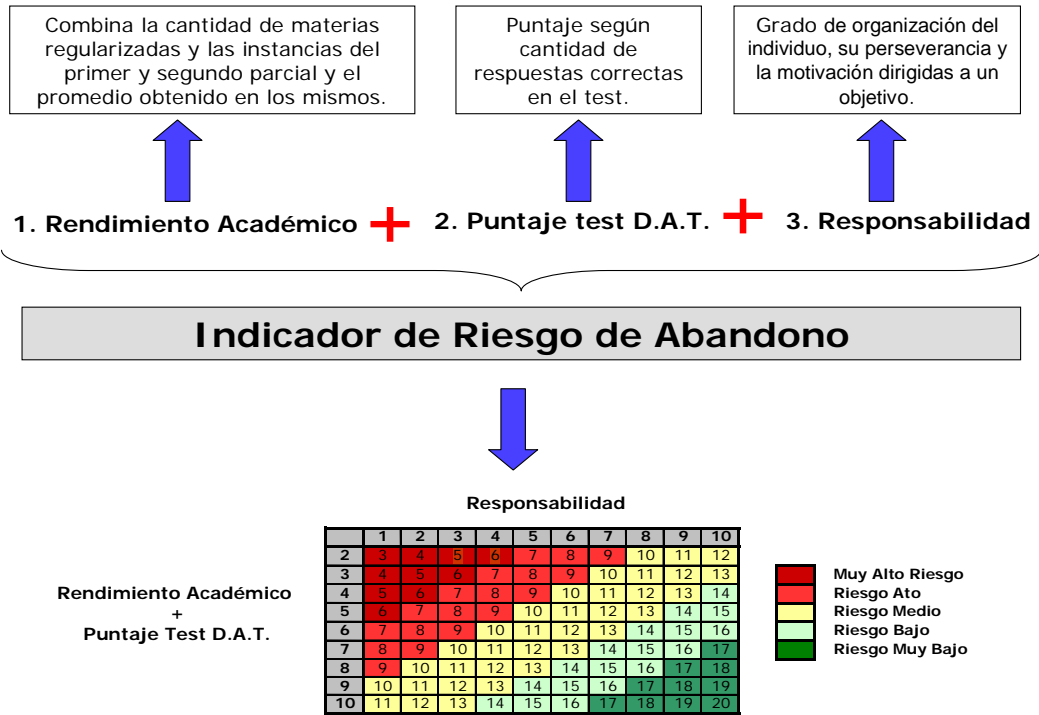 Combina la cantidad de materias
regularizadas y las instancias del
primer y segundo parcial y el
promedio obtenido en los mismos.
Puntaje según
cantidad de
respuestas correctas
en el test.
Grado de organización del
individuo, su perseverancia y
la motivación dirigidas a un
objetivo.
1. Rendimiento Académico + 2. Puntaje test D.A.T. + 3. Responsabilidad
Indicador de Riesgo de Abandono
Responsabilidad
1 2 3 4 5 6 7 8 9 10
2 3 4 5 6 7 8 9 10 11 12
3 4 5 6 7 8 9 10 11 12 13
4 5 6 7 8 9 10 11 12 13 14
5 6 7 8 9 10 11 12 13 14 15
6 7 8 9 10 11 12 13 14 15 16
7 8 9 10 11 12 13 14 15 16 17
8 9 10 11 12 13 14 15 16 17 18
9 10 11 12 13 14 15 16 17 18 19
10 11 12 13 14 15 16 17 18 19 20
Rendimiento Académico
+
Puntaje Test D.A.T.
Muy Alto Riesgo
Riesgo Ato
Riesgo Medio
Riesgo Bajo
Riesgo Muy Bajo